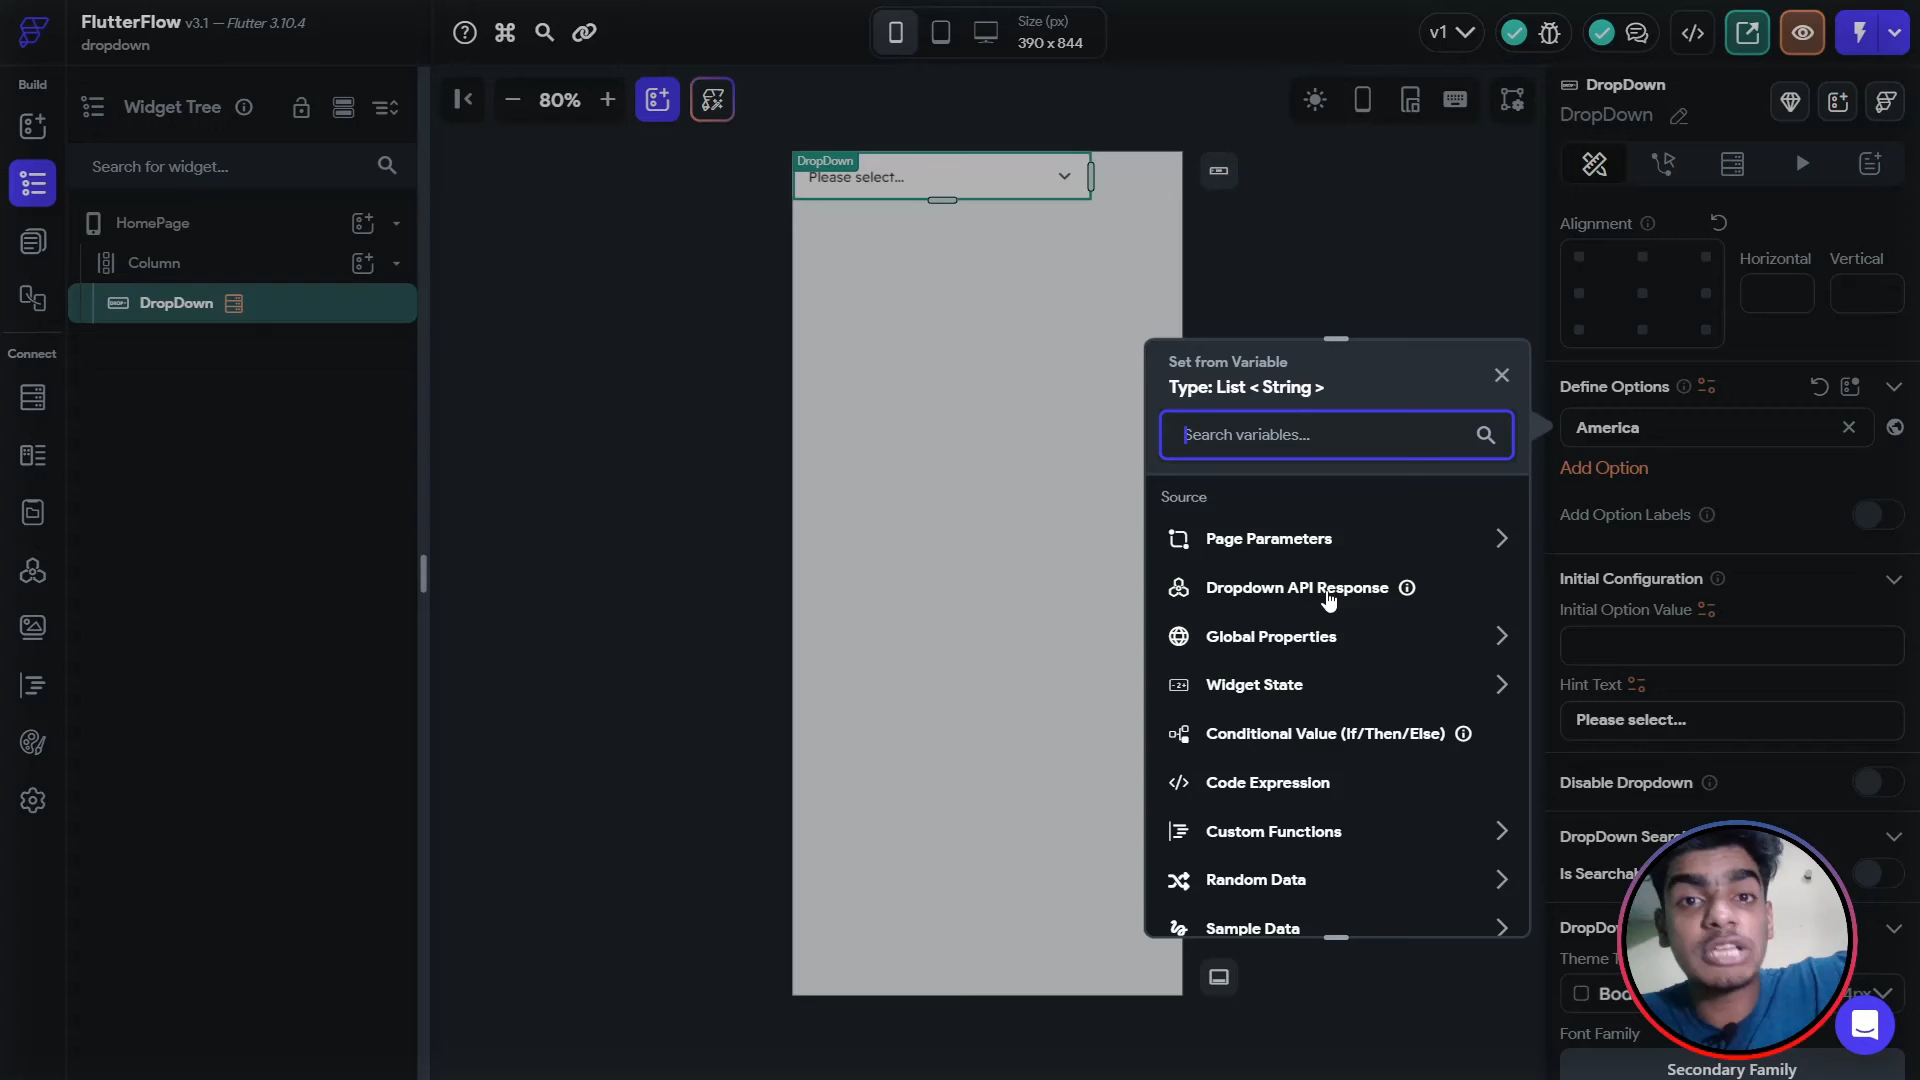 FlutterFlow v3.1 — Flutter 3.10.4
dropdown
Size (px)
390 x 844
v1
Build
Widget Tree
80%
Search for widget...
HomePage
Column
DropDown
Connect
DropDown
Please select...
Set from Variable
Type: List < String >
Search variables...
Source
Page Parameters
Dropdown API Response
Global Properties
Widget State
Conditional Value (If/Then/Else)
Code Expression
Custom Functions
Random Data
Sample Data
DropDown
DropDown
Alignment
Horizontal Vertical
Define Options
America
Add Option
Add Option Labels
Initial Configuration
Initial Option Value
Hint Text
Please select...
Disable Dropdown
DropDown
Font Family
Secondary Family